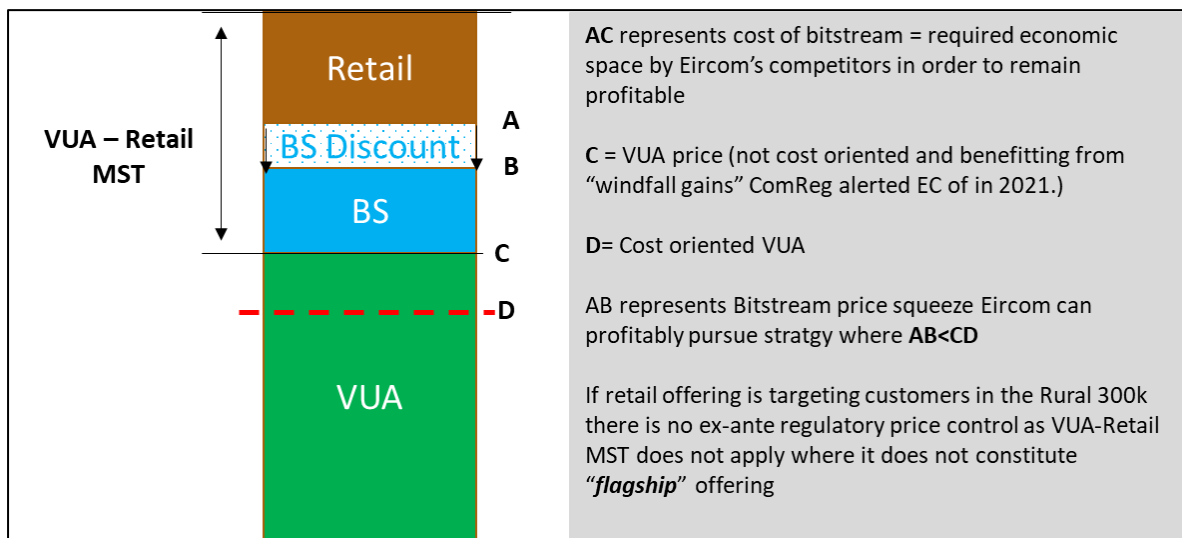 Retail
VUA – Retail
MST
BS Discount
A
B
BS
C
D
VUA
AC represents cost of bitstream = required economic
space by Eircom’s competitors in order to remain
profitable
C = VUA price (not cost oriented and benefitting from
“windfall gains” ComReg alerted EC of in 2021.)
D= Cost oriented VUA
AB represents Bitstream price squeeze Eircom can
profitably pursue stratgy where AB<CD
If retail offering is targeting customers in the Rural 300k
there is no ex-ante regulatory price control as VUA-Retail
MST does not apply where it does not constitute
“flagship” offering